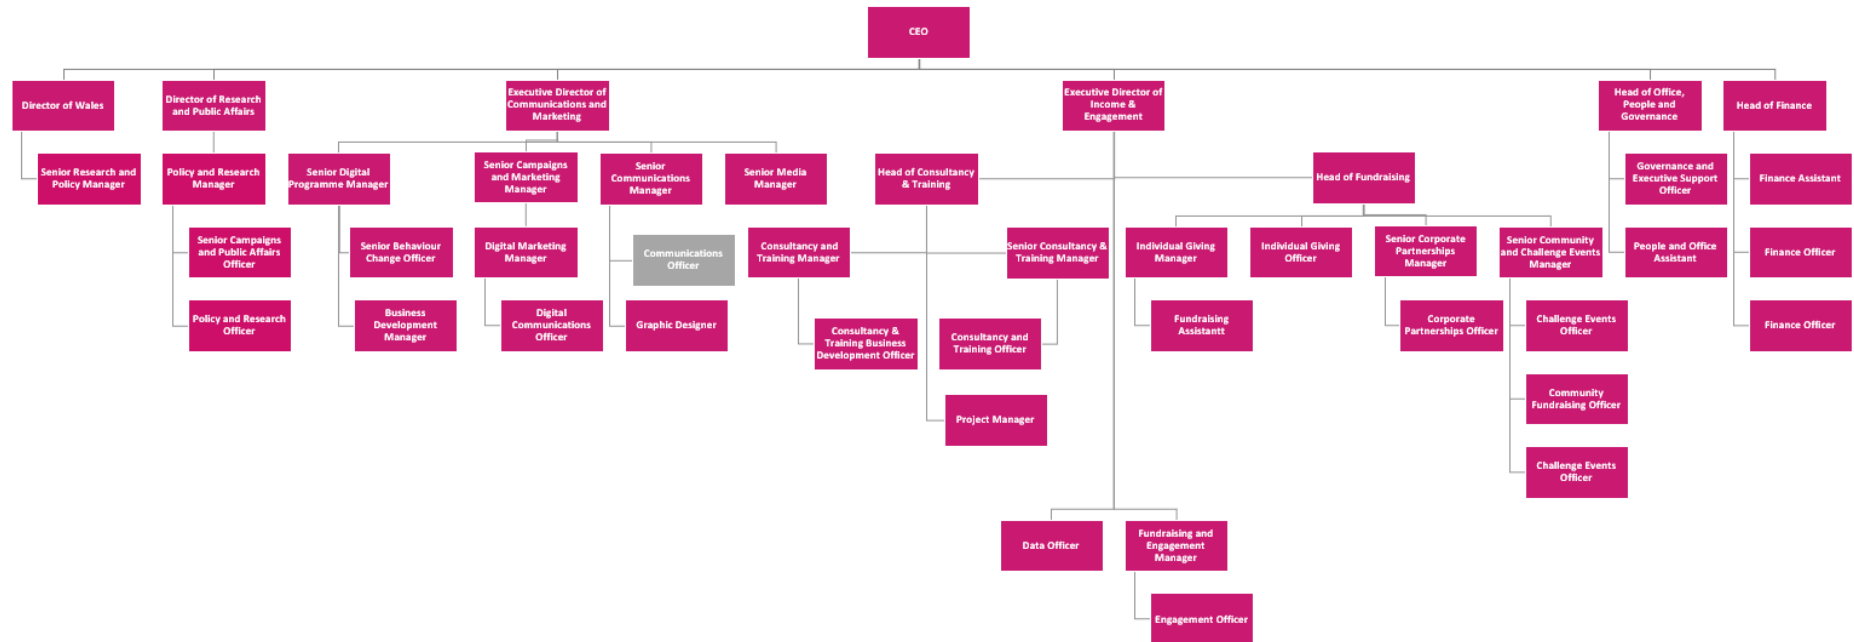 CEO
Director of Wales
Director of Research
and Public Affairs
Executive Director of
Communications and
Marketing
Executive Director of
Income &
Engagement
Head of Office,
People and
Governance
Head of Finance
Senior Research and
Policy Manager
Policy and Research
Manager
Senior Digital
Programme Manager
Senior Campaigns
and Marketing
Manager
Senior
Communications
Manager
Senior Media
Manager
Head of Consultancy
& Training
Head of Fundraising
Governance and
Executive Support
Officer
Finance Assistant
Senior Campaigns
and Public Affairs
Officer
Senior Behaviour
Change Officer
Digital Marketing
Manager
Communications
Officer
Consultancy and
Training Manager
Senior Consultancy &
Training Manager
Individual Giving
Manager
Individual Giving
Officer
Senior Corporate
Partnerships
Manager
Senior Community
and Challenge Events
Manager
People and Office
Assistant
Finance Officer
Policy and Research
Officer
Business
Development
Manager
Digital
Communications
Officer
Graphic Designer
Consultancy &
Training Business
Development Officer
Consultancy and
Training Officer
Fundraising
Assistantt
Corporate
Partnerships Officer
Challenge Events
Officer
Finance Officer
Project Manager
Community
Fundraising Officer
Challenge Events
Officer
Data Officer
Fundraising and
Engagement
Manager
Engagement Officer